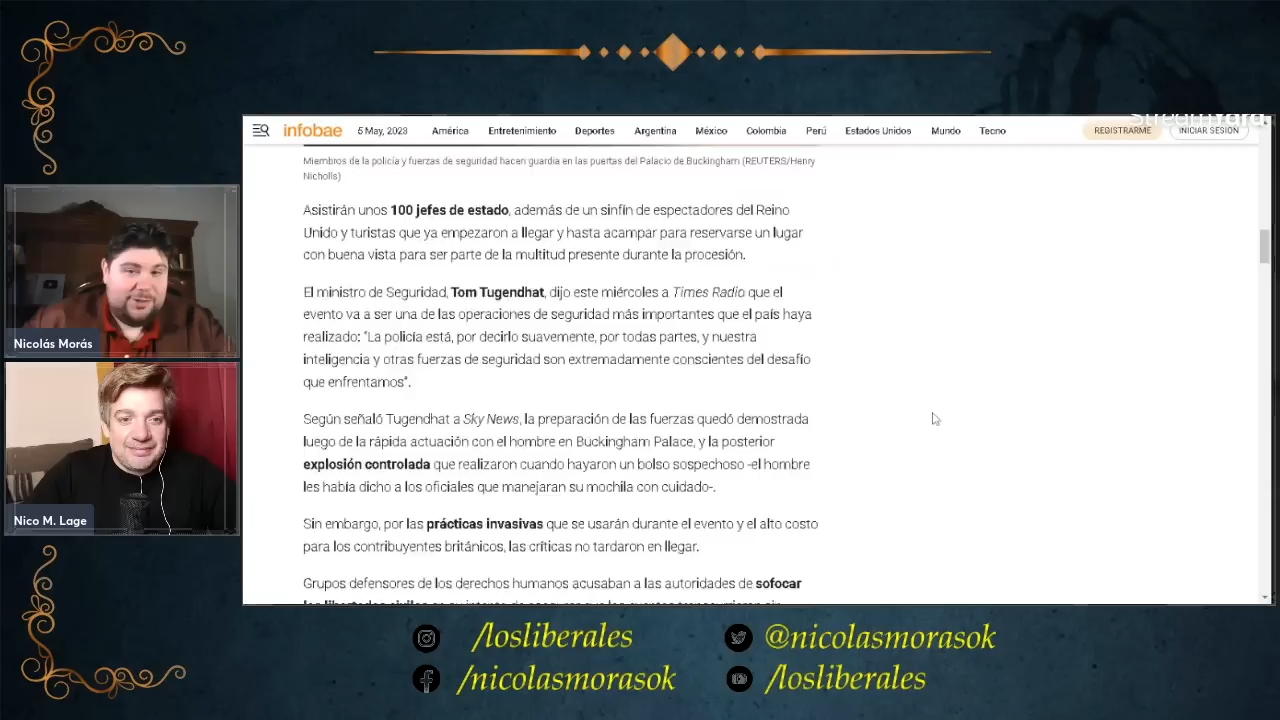 infobae
5 May, 2023
América
Entretenimiento
Deportes
Argentina
México
Colombia
Perú
Estados Unidos
Mundo
Tecno
REGISTRARME
INICIAR SESIÓN
Miembros de la policía y fuerzas de seguridad hacen guardia en las puertas del Palacio de Buckingham (REUTERS/Henry
Nicholls)
Asistirán unos 100 jefes de estado, además de un sinfín de espectadores del Reino
Unido y turistas que ya empezaron a llegar y hasta acampar para reservarse un lugar
con buena vista para ser parte de la multitud presente durante la procesión.
El ministro de Seguridad, Tom Tugendhat, dijo este miércoles a Times Radio que el
evento va a ser una de las operaciones de seguridad más importantes que el país haya
realizado: “La policía está, por decirlo suavemente, por todas partes, y nuestra
inteligencia y otras fuerzas de seguridad son extremadamente conscientes del desafío
que enfrentamos”.
Según señaló Tugendhat a Sky News, la preparación de las fuerzas quedó demostrada
luego de la rápida actuación con el hombre en Buckingham Palace, y la posterior
explosión controlada que realizaron cuando hayaron un bolso sospechoso -el hombre
les había dicho a los oficiales que manejaran su mochila con cuidado-.
Sin embargo, por las prácticas invasivas que se usarán durante el evento y el alto costo
para los contribuyentes británicos, las críticas no tardaron en llegar.
Grupos defensores de los derechos humanos acusaban a las autoridades de sofocar
Nicolás Morás
Nico M. Lage
/losliberales
@nicolasmorasok
/nicolasmorasok
/losliberales